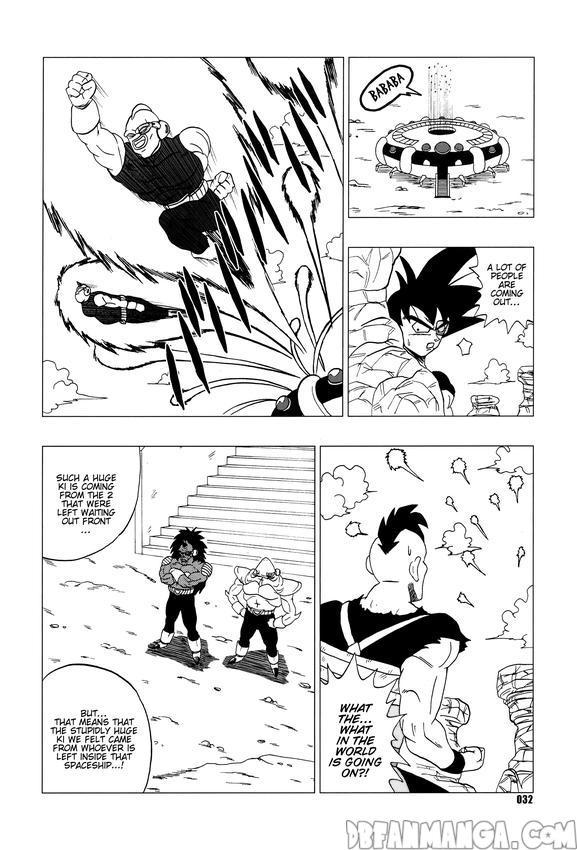 BABABA
A LOT OF
PEOPLE
ARE
COMING
OUT...
SUCH A HUGE
KI IS COMING
FROM THE 2
THAT WERE
LEFT WAITING
OUT FRONT
...
BUT...
THAT MEANS THAT
THE STUPIDLY HUGE
KI WE FELT CAME
FROM WHOEVER IS
LEFT INSIDE THAT
SPACESHIP...!
WHAT
THE...
WHAT
IN THE
WORLD
IS GOING
ON?!
032
DBFANMANGA.COM